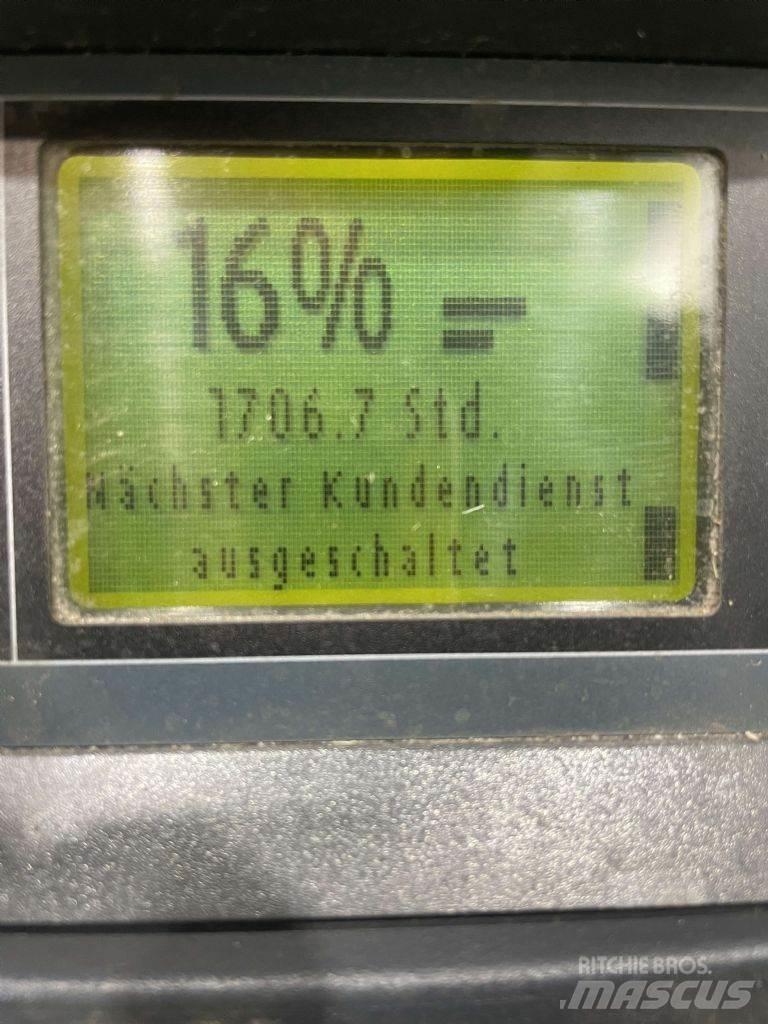 16%
1706.7 Std.
Nächster Kundendienst
ausgeschaltet
RITCHIE BROS.
MASCUS